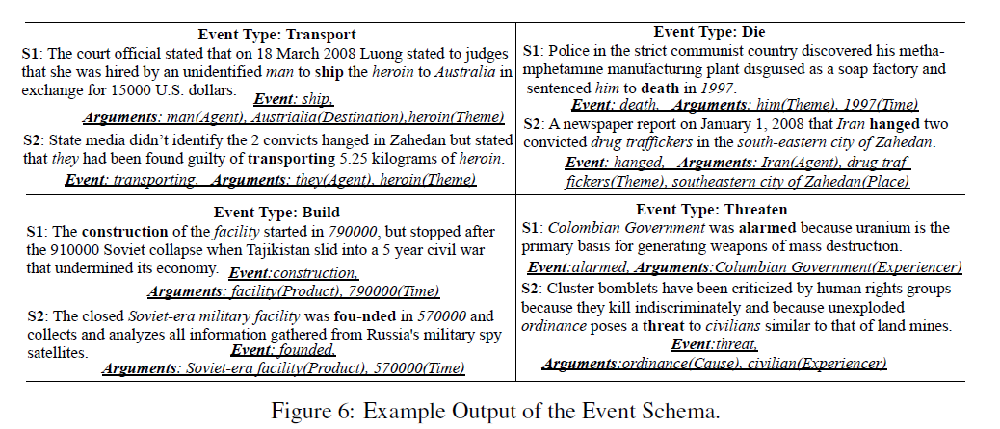 Event Type: Transport
S1: The court official stated that on 18 March 2008 Luong stated to judges
that she was hired by an unidentified man to ship the heroin to Australia in
exchange for 15000 U.S. dollars.
Event: ship,
Arguments: man(Agent), Austrialia(Destination),heroin(Theme)
S2: State media didn't identify the 2 convicts hanged in Zahedan but stated
that they had been found guilty of transporting 5.25 kilograms of heroin.
Event: transporting, Arguments: they(Agent), heroin(Theme)
Event Type: Die
S1: Police in the strict communist country discovered his metha-
mphetamine manufacturing plant disguised as a soap factory and
sentenced him to death in 1997.
Event: death, Arguments: him(Theme), 1997(Time)
S2: A newspaper report on January 1, 2008 that Iran hanged two
convicted drug traffickers in the south-eastern city of Zahedan.
Event: hanged, Arguments: Iran(Agent), drug traf-
fickers(Theme), southeastern city of Zahedan(Place)
Event Type: Build
S1: The construction of the facility started in 790000, but stopped after
the 910000 Soviet collapse when Tajikistan slid into a 5 year civil war
that undermined its economy.
Event:construction,
Arguments: facility(Product), 790000(Time)
S2: The closed Soviet-era military facility was fou-nded in 570000 and
collects and analyzes all information gathered from Russia's military spy
satellites.
Event: founded,
Arguments: Soviet-era facility(Product), 570000(Time)
Event Type: Threaten
S1: Colombian Government was alarmed because uranium is the
primary basis for generating weapons of mass destruction.
Event:alarmed, Arguments:Columbian Government(Experiencer)
S2: Cluster bomblets have been criticized by human rights groups
because they kill indiscriminately and because unexploded
ordinance poses a threat to civilians similar to that of land mines.
Event:threat,
Arguments:ordinance(Cause), civilian(Experiencer)
Figure 6: Example Output of the Event Schema.